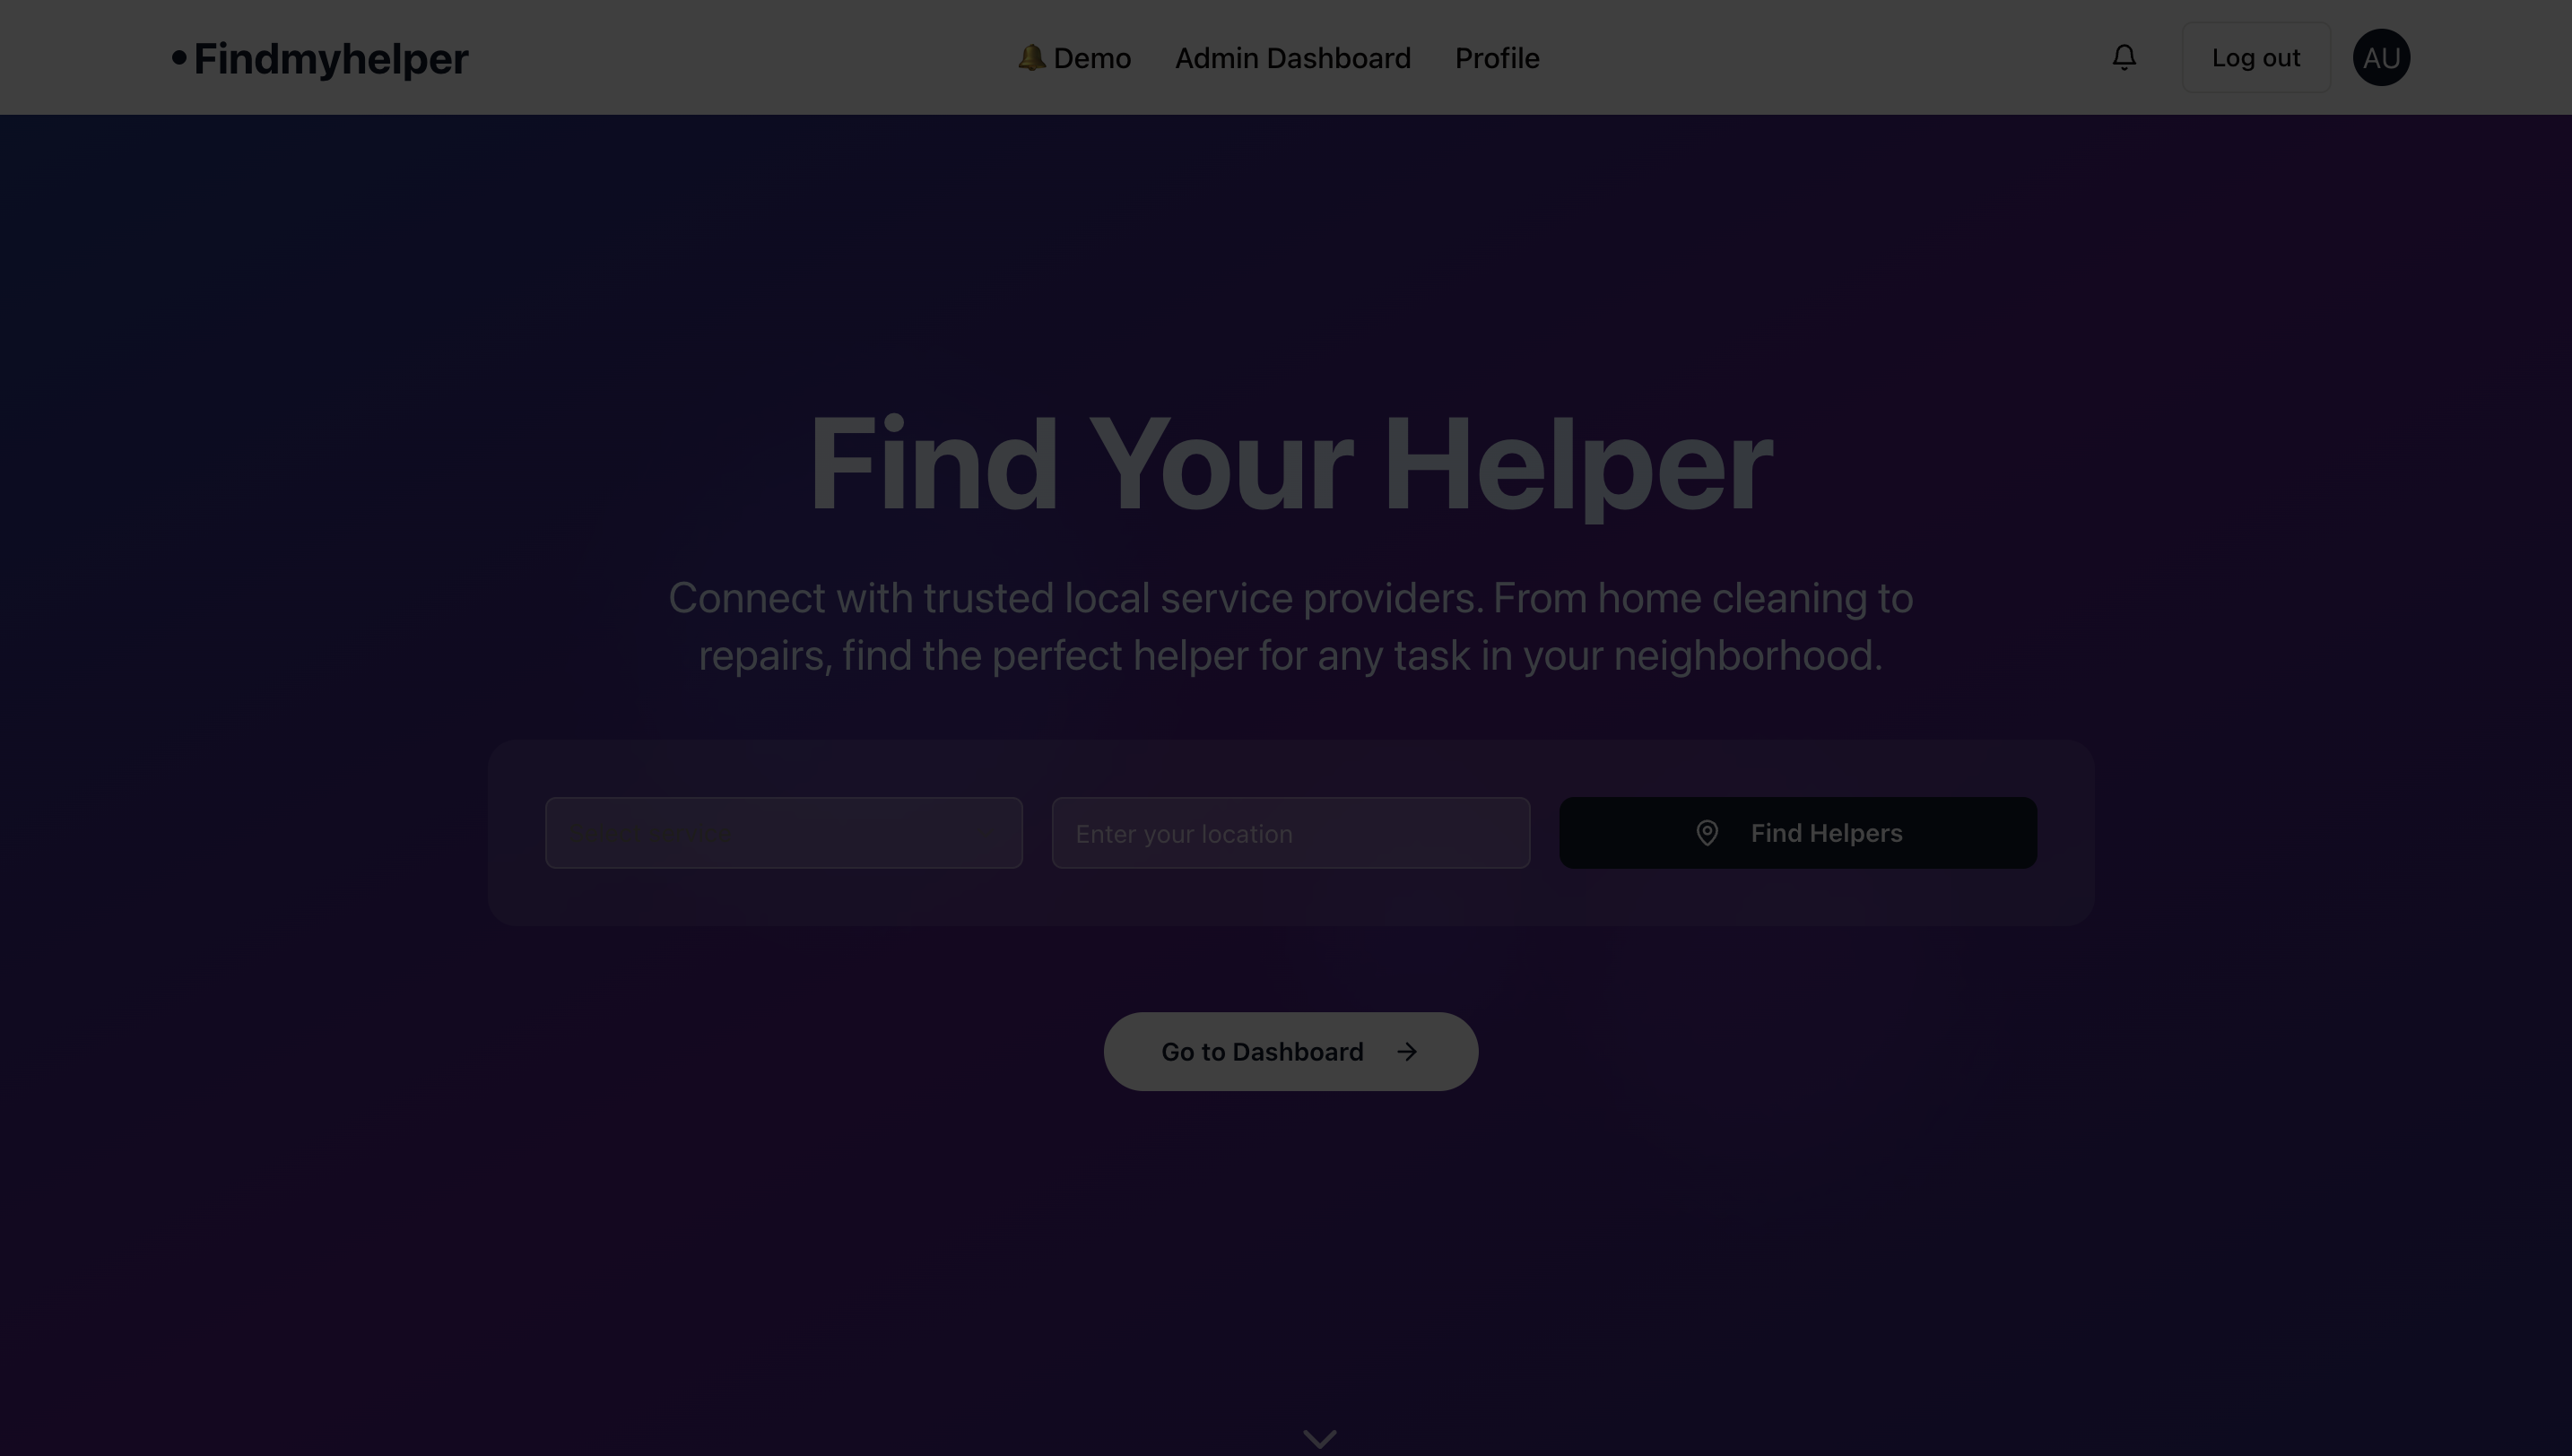 Findmyhelper
🔔 Demo
Admin Dashboard
Profile
Log out
AU
Find Your Helper
Connect with trusted local service providers. From home cleaning to
repairs, find the perfect helper for any task in your neighborhood.
Enter your location
Find Helpers
Go to Dashboard